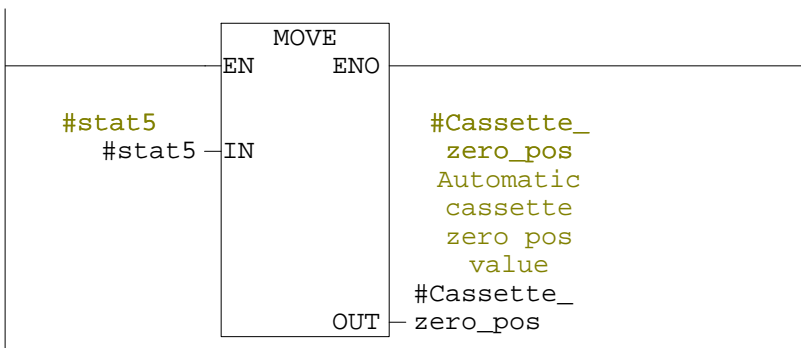 MOVE
EN ENO
#stat5
#stat5 IN
#Cassette_
zero_pos
Automatic
cassette
zero pos
value
#Cassette_
OUT zero_pos